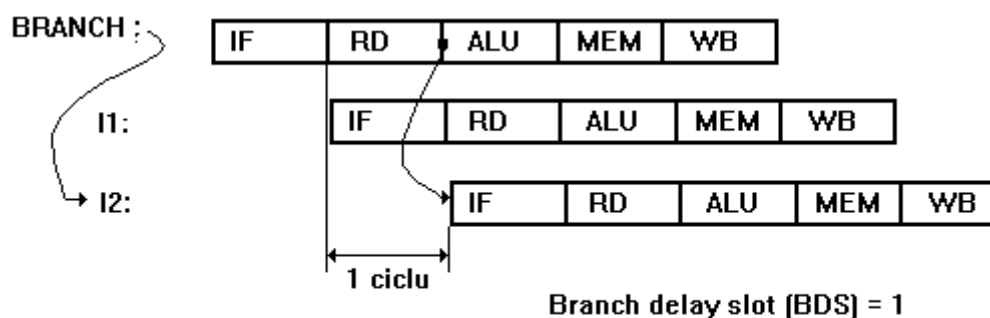 BRANCH : IF RD ALU MEM WB
I1: IF RD ALU MEM WB
I2: IF RD ALU MEM WB
1 ciclu
Branch delay slot (BDS) = 1